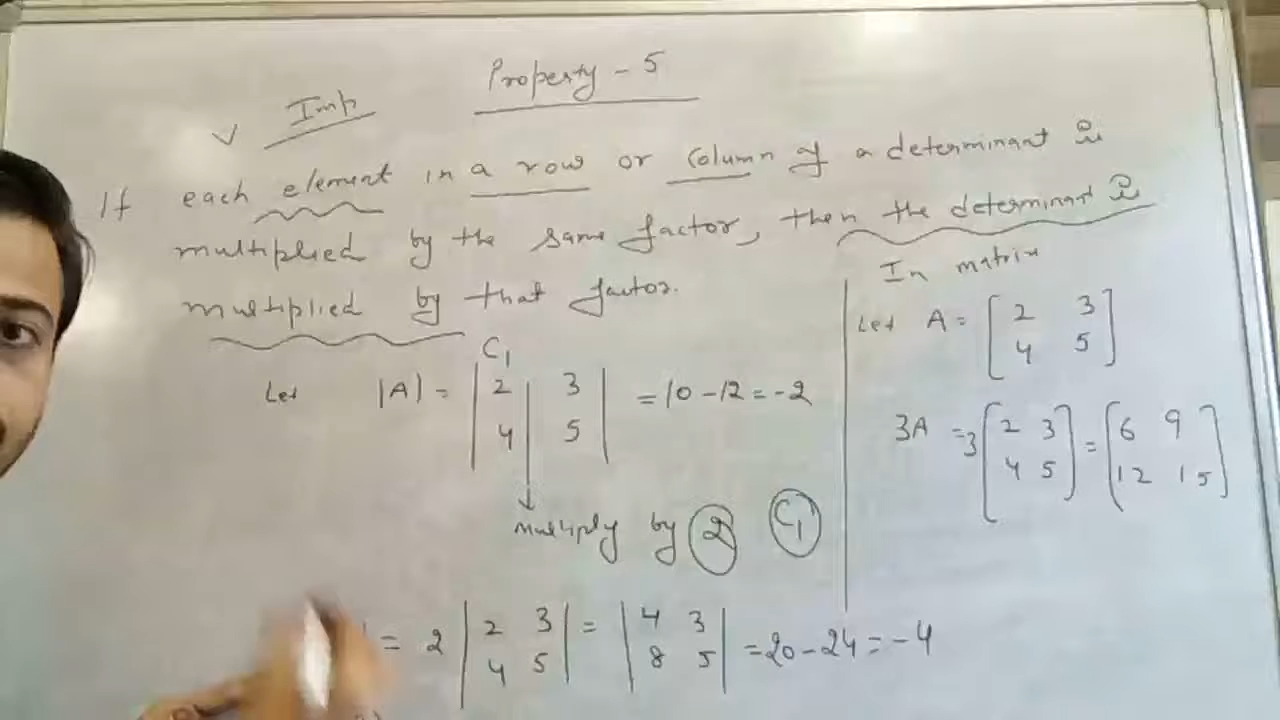 Property - 5
✓ Imp
If each element in a row or column of a determinant is
multiplied by the same factor, then the determinant is
multiplied by that factor.
In matrix
Let A = [2 3; 4 5]
C₁
Let |A| = |2 3; 4 5| = 10 - 12 = -2
3A = 3[2 3; 4 5] = [6 9; 12 15]
multiply by 2 C₁
= 2 |2 3; 4 5| = |4 3; 8 5| = 20 - 24 = -4